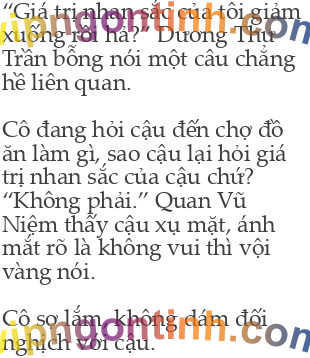 “Giá trị nhan sắc của tôi giảm
xuống rồi hả?” Dương Thư
Trần bỗng nói một câu chẳng
hề liên quan.
Cô đang hỏi cậu đến chợ đồ
ăn làm gì, sao cậu lại hỏi giá
trị nhan sắc của cậu chứ?
“Không phải.” Quan Vũ
Niệm thấy cậu xụ mặt, ánh
mắt rõ là không vui thì vội
vàng nói.
Cô sợ lắm, không dám đối
nghịch với cậu.
vipngontinh.com
vipngontinh.com